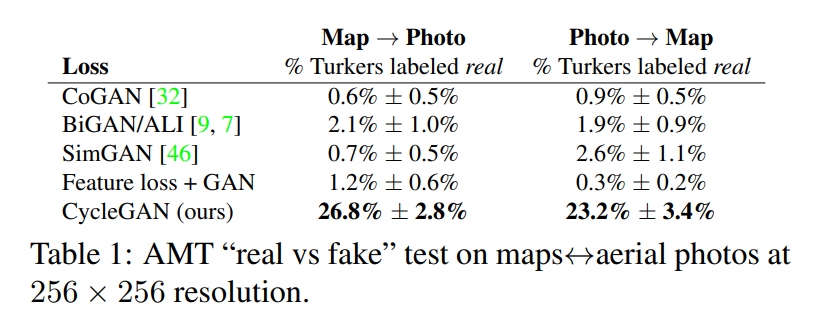 Map → Photo Photo → Map
Loss % Turkers labeled real % Turkers labeled real
CoGAN [32] 0.6% ± 0.5% 0.9% ± 0.5%
BiGAN/ALI [9, 7] 2.1% ± 1.0% 1.9% ± 0.9%
SimGAN [46] 0.7% ± 0.5% 2.6% ± 1.1%
Feature loss + GAN 1.2% ± 0.6% 0.3% ± 0.2%
CycleGAN (ours) 26.8% ± 2.8% 23.2% ± 3.4%
Table 1: AMT “real vs fake” test on maps↔aerial photos at
256 × 256 resolution.